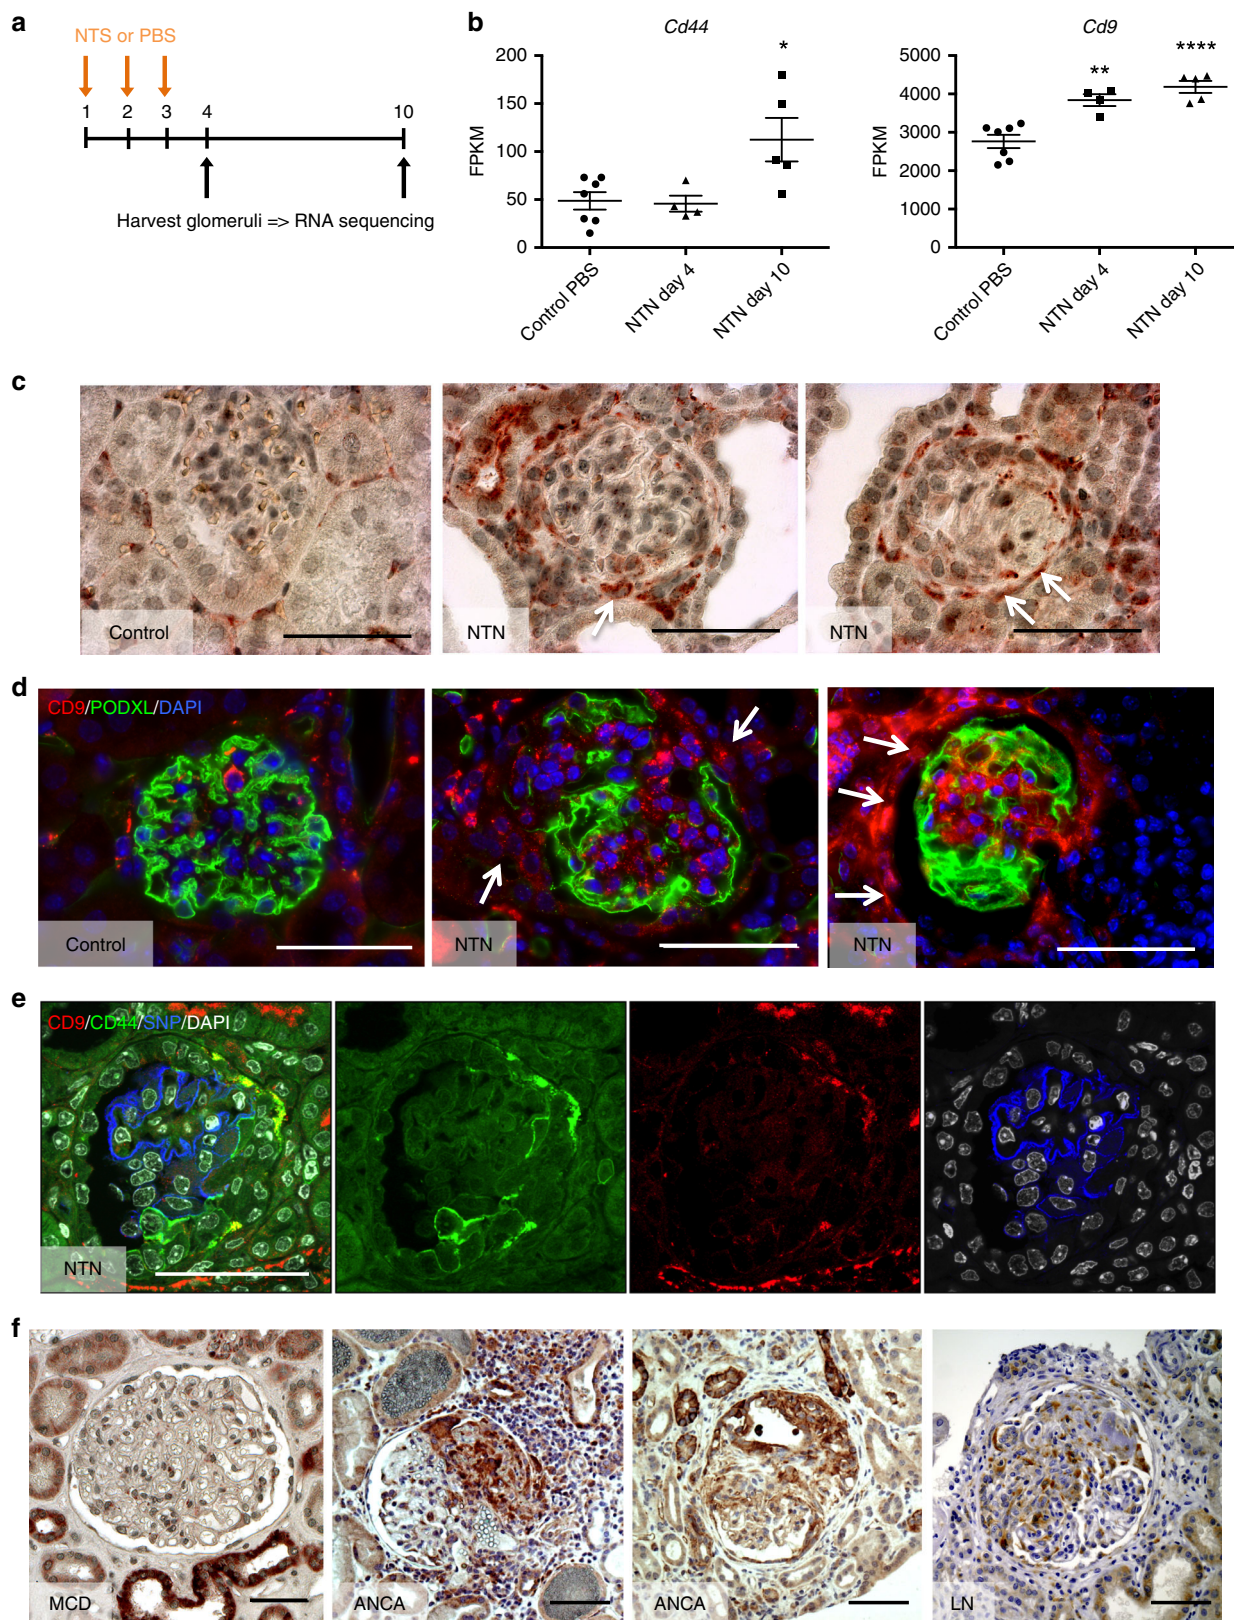 a
NTS or PBS
1 2 3 4 10
Harvest glomeruli => RNA sequencing
b
Cd44
FPKM
200
150
100
50
0
*
Control PBS
NTN day 4
NTN day 10
Cd9
FPKM
5000
4000
3000
2000
1000
0
**
****
Control PBS
NTN day 4
NTN day 10
c
Control
NTN
NTN
d
CD9/PODXL/DAPI
Control
NTN
NTN
e
CD9/CD44/SNP/DAPI
NTN
f
MCD
ANCA
ANCA
LN